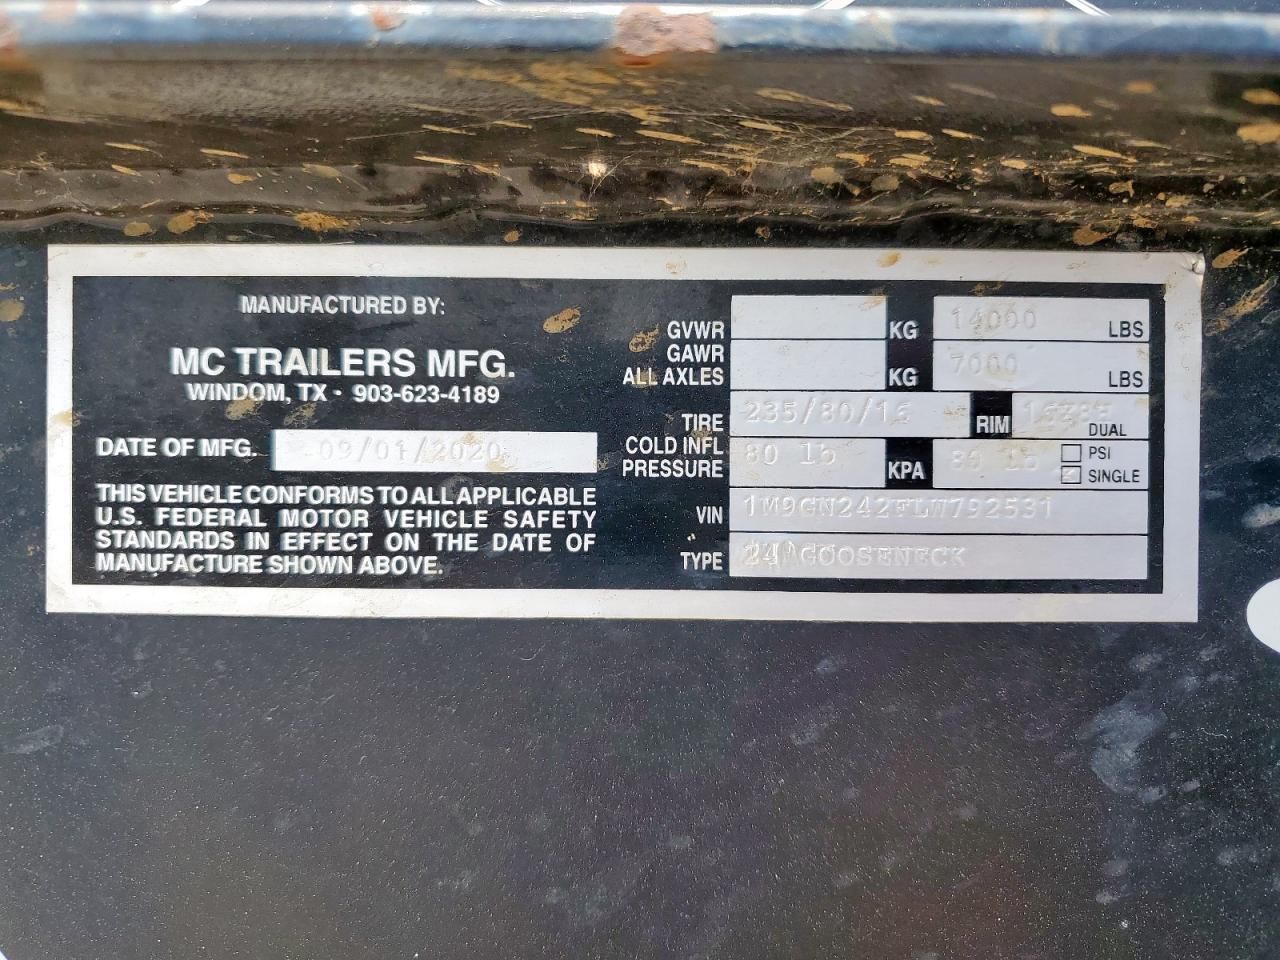 MANUFACTURED BY:
MC TRAILERS MFG.
WINDOM, TX • 903-623-4189
DATE OF MFG. 09/01/2020
THIS VEHICLE CONFORMS TO ALL APPLICABLE
U.S. FEDERAL MOTOR VEHICLE SAFETY
STANDARDS IN EFFECT ON THE DATE OF
MANUFACTURE SHOWN ABOVE.
GVWR KG 14000 LBS
GAWR
ALL AXLES KG 7000 LBS
TIRE 235/80/16 RIM DUAL
COLD INFL
PRESSURE 80 lb KPA 80 lb PSI
SINGLE
VIN 1M9GN242FLW792531
TYPE GOOSENECK